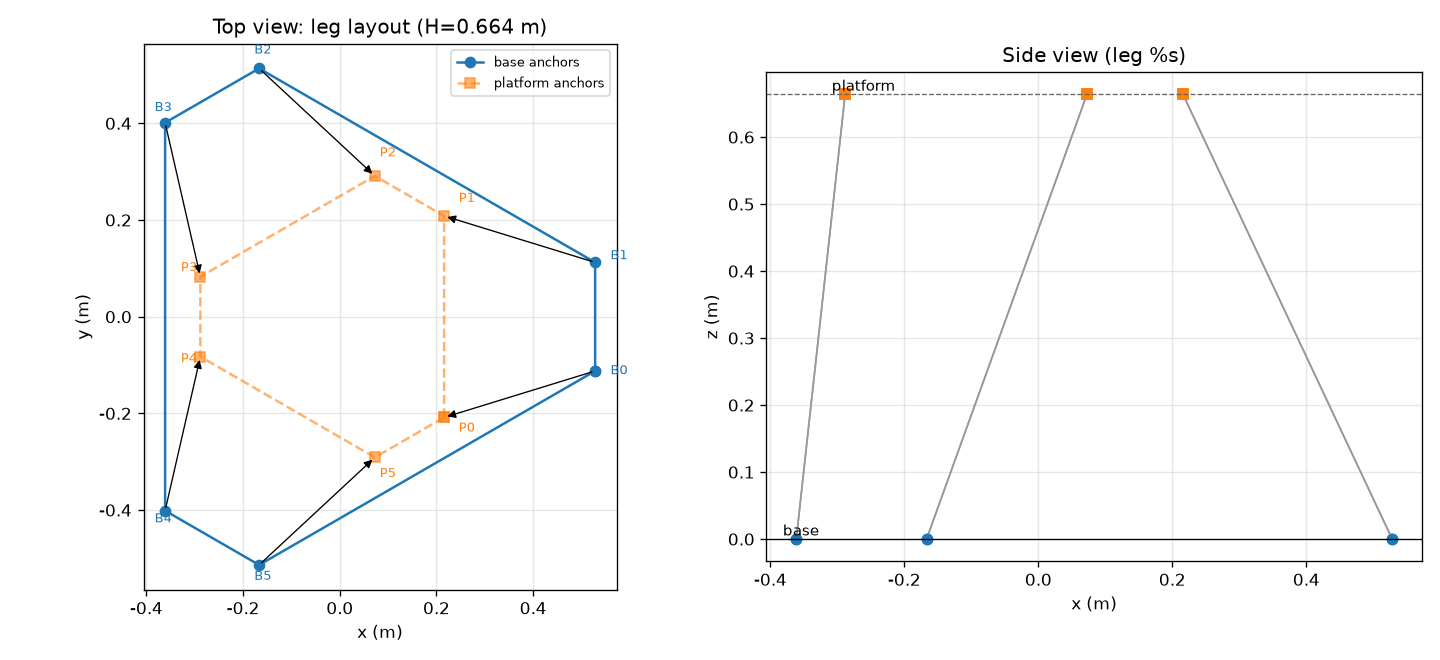 Top view: leg layout (H=0.664 m)
base anchors
platform anchors
B2
B3
P2
P1
B1
P3
P4
B0
P0
P5
B4
B5
0.4
0.2
0.0
-0.2
-0.4
y (m)
-0.4
-0.2
0.0
0.2
0.4
x (m)
Side view (leg %s)
platform
base
0.6
0.5
0.4
0.3
0.2
0.1
0.0
z (m)
-0.4
-0.2
0.0
0.2
0.4
x (m)